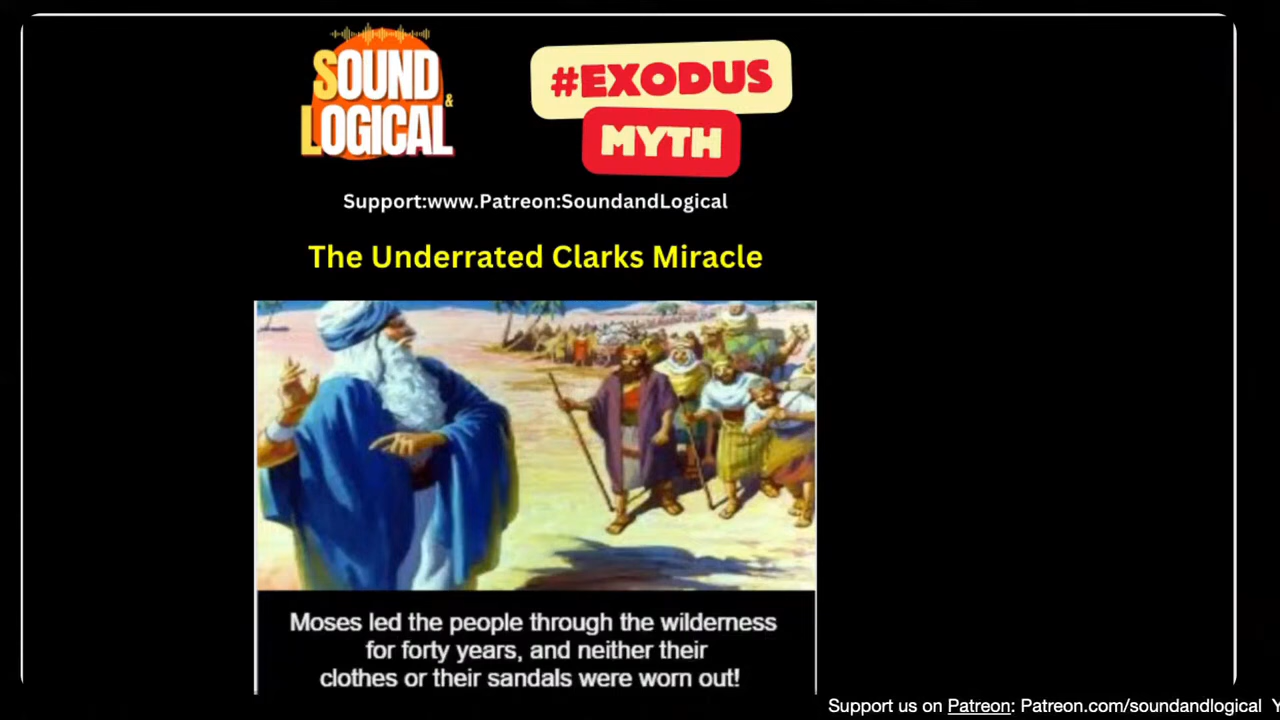 SOUND
&
LOGICAL
#EXODUS
MYTH
Support:www.Patreon:SoundandLogical
The Underrated Clarks Miracle
Moses led the people through the wilderness
for forty years, and neither their
clothes or their sandals were worn out!
Support us on Patreon: Patreon.com/soundandlogical Y